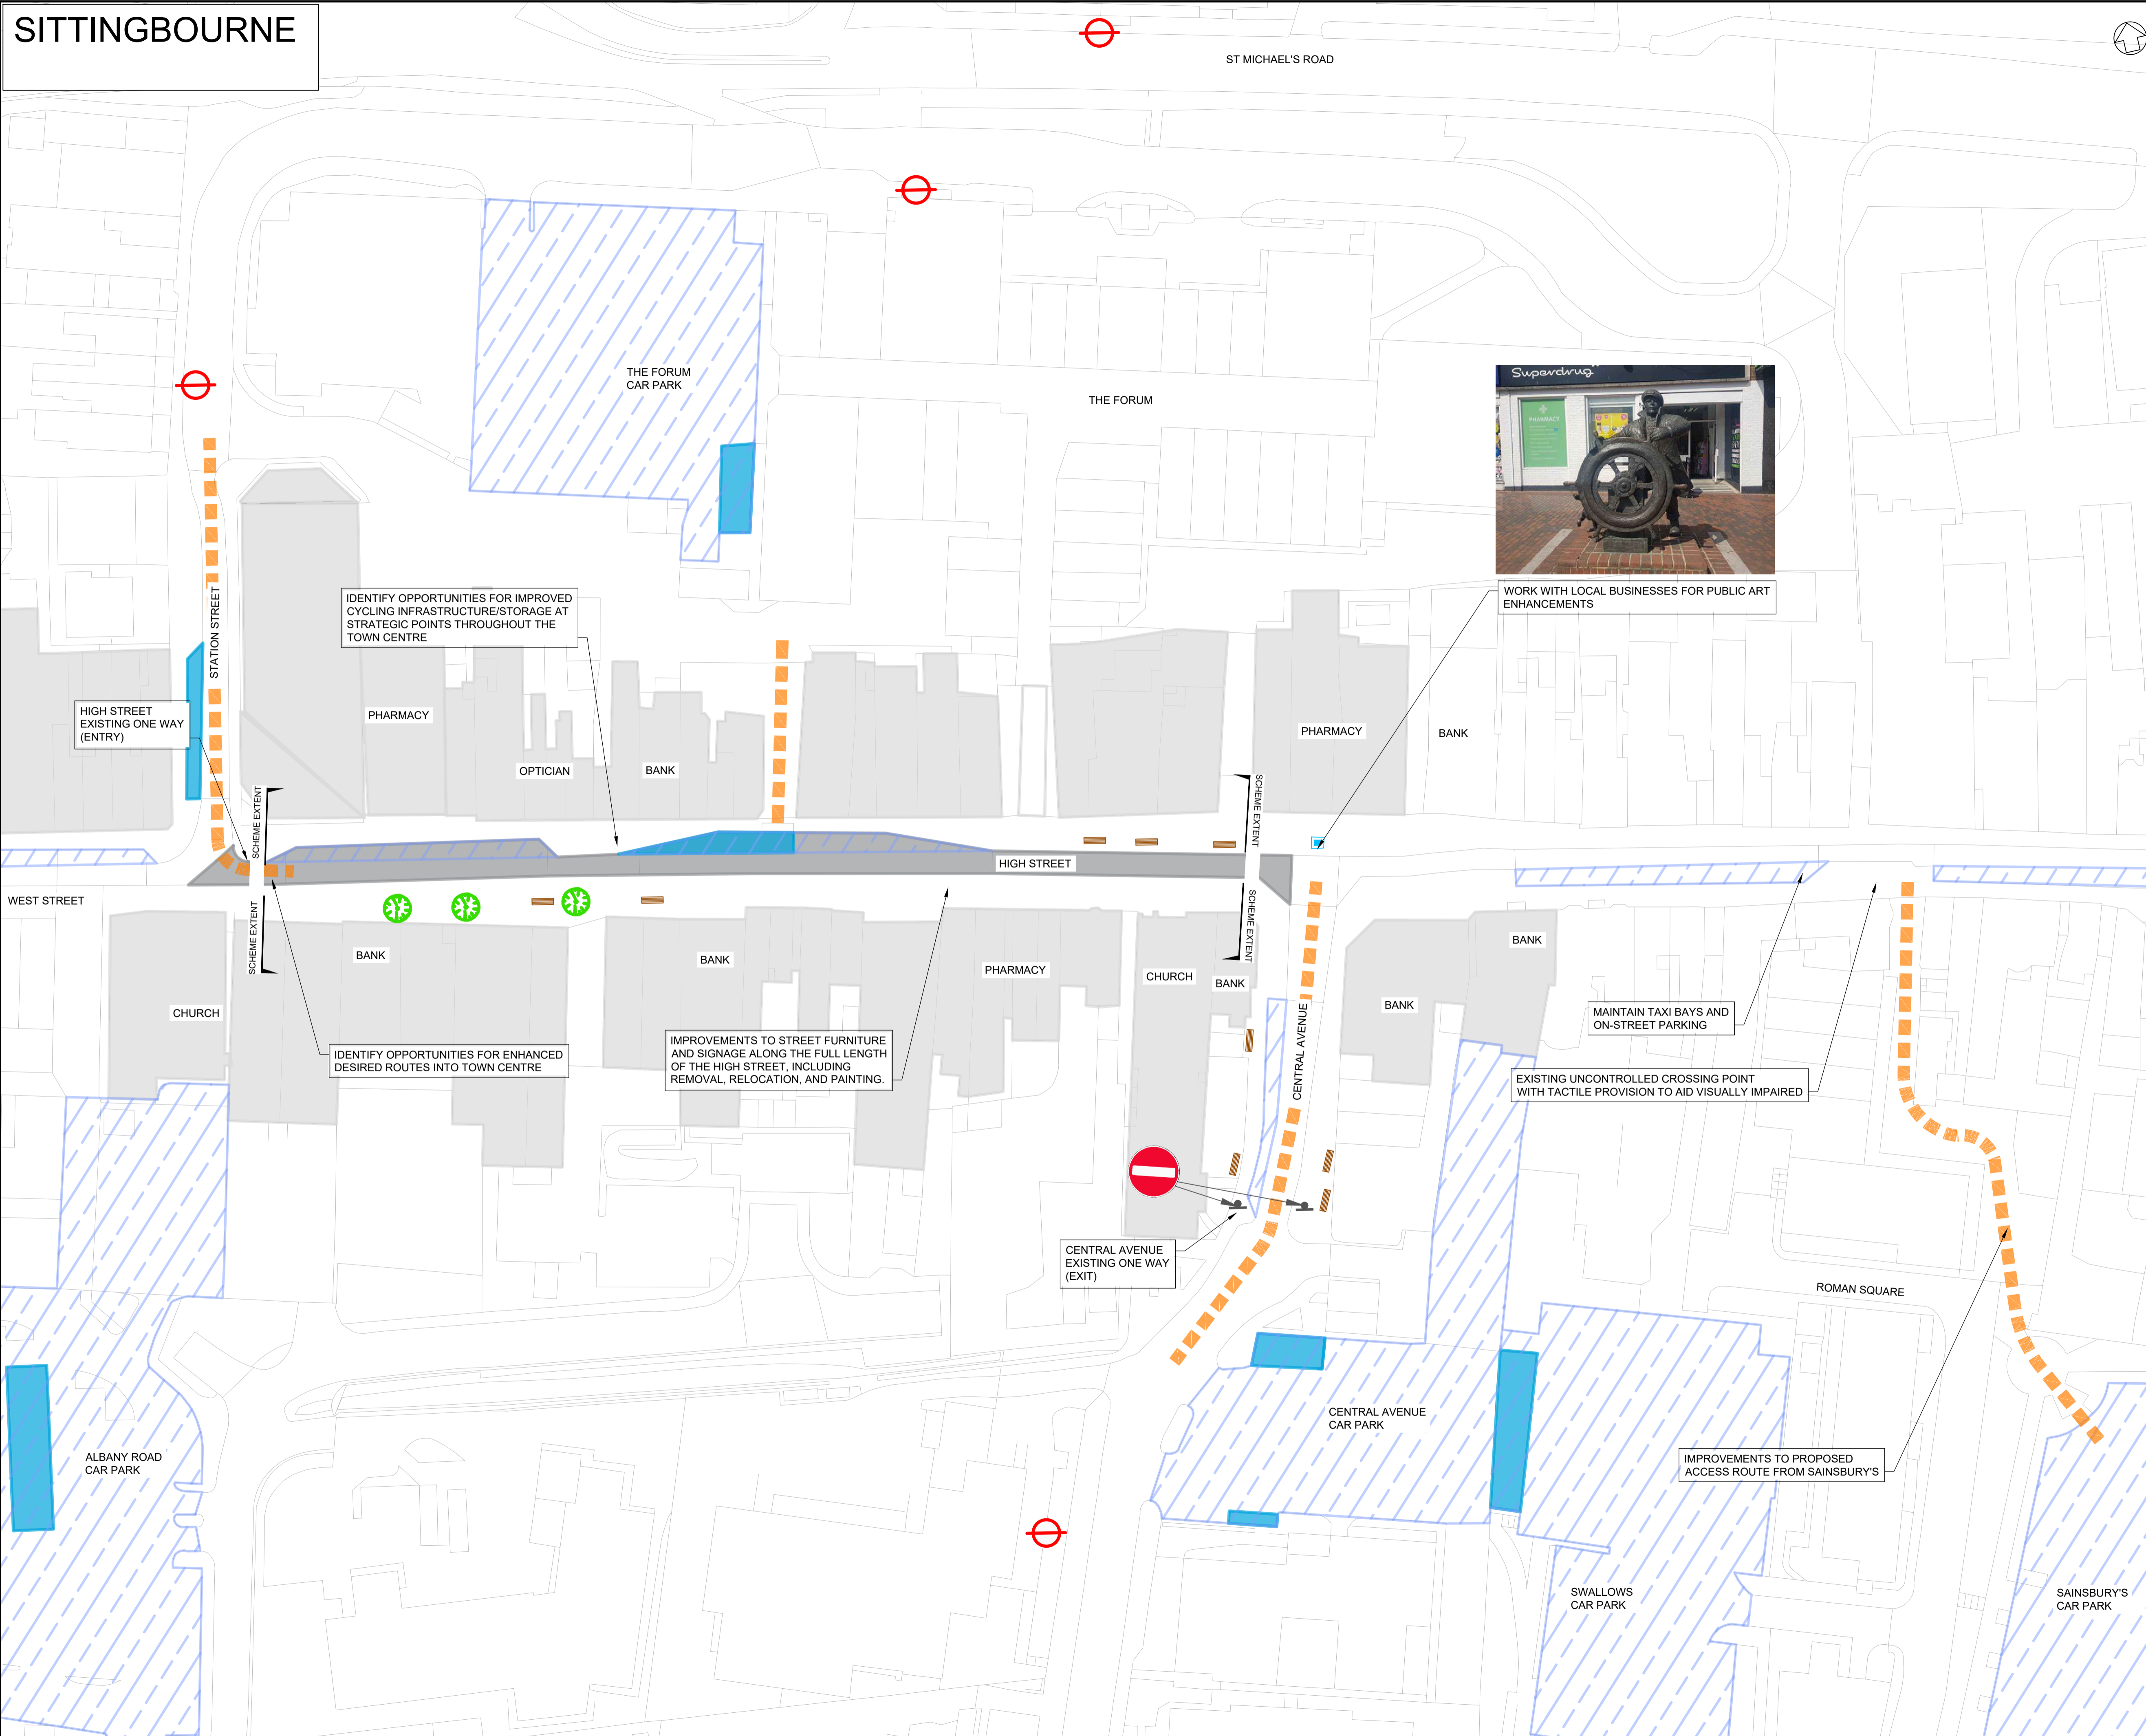 SITTINGBOURNE
ST MICHAEL'S ROAD
THE FORUM
CAR PARK
THE FORUM
Superdrug
PHARMACY
WORK WITH LOCAL BUSINESSES FOR PUBLIC ART
ENHANCEMENTS
IDENTIFY OPPORTUNITIES FOR IMPROVED
CYCLING INFRASTRUCTURE/STORAGE AT
STRATEGIC POINTS THROUGHOUT THE
TOWN CENTRE
STATION STREET
HIGH STREET
EXISTING ONE WAY
(ENTRY)
PHARMACY
OPTICIAN
BANK
PHARMACY
BANK
SCHEME EXTENT
SCHEME EXTENT
HIGH STREET
WEST STREET
SCHEME EXTENT
SCHEME EXTENT
BANK
BANK
PHARMACY
CHURCH
BANK
BANK
BANK
CHURCH
MAINTAIN TAXI BAYS AND
ON-STREET PARKING
IDENTIFY OPPORTUNITIES FOR ENHANCED
DESIRED ROUTES INTO TOWN CENTRE
IMPROVEMENTS TO STREET FURNITURE
AND SIGNAGE ALONG THE FULL LENGTH
OF THE HIGH STREET, INCLUDING
REMOVAL, RELOCATION, AND PAINTING.
CENTRAL AVENUE
EXISTING UNCONTROLLED CROSSING POINT
WITH TACTILE PROVISION TO AID VISUALLY IMPAIRED
CENTRAL AVENUE
EXISTING ONE WAY
(EXIT)
ROMAN SQUARE
CENTRAL AVENUE
CAR PARK
ALBANY ROAD
CAR PARK
IMPROVEMENTS TO PROPOSED
ACCESS ROUTE FROM SAINSBURY'S
SWALLOWS
CAR PARK
SAINSBURY'S
CAR PARK